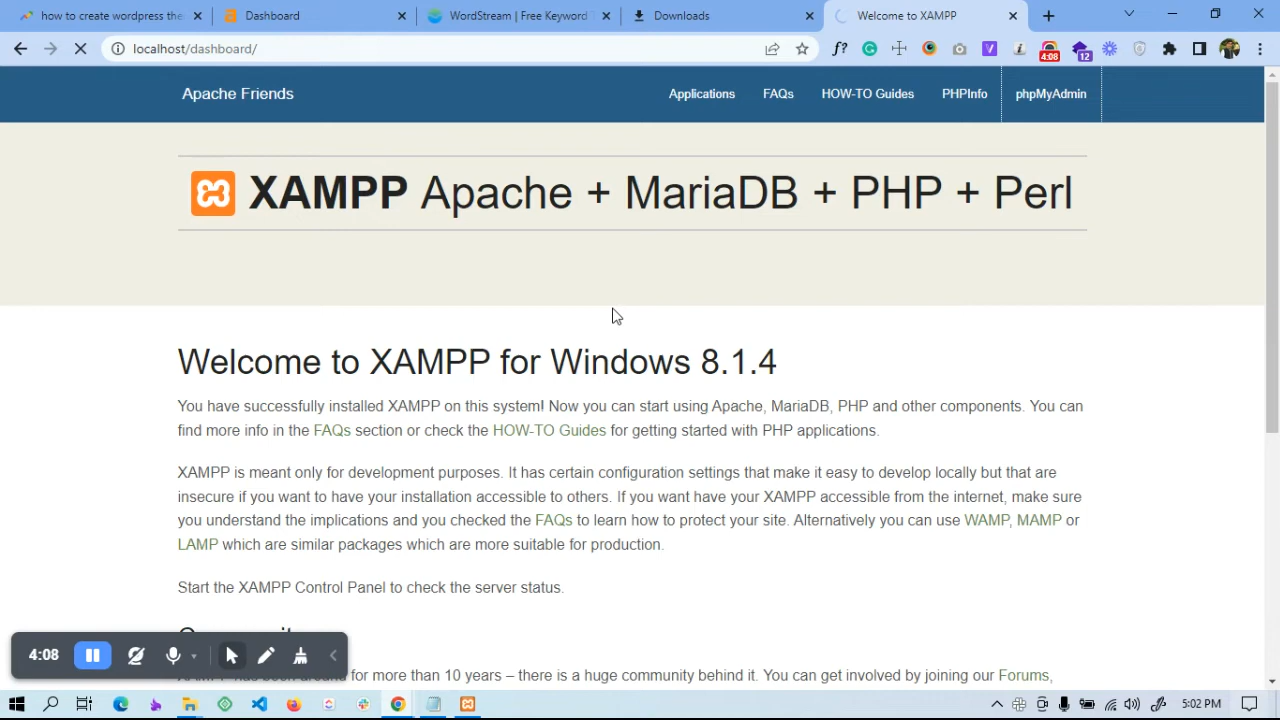 how to create wordpress the
Dashboard
WordStream | Free Keyword
Downloads
Welcome to XAMPP
localhost/dashboard/
f?
4:08
12
Apache Friends
Applications
FAQs
HOW-TO Guides
PHPInfo
phpMyAdmin
XAMPP Apache + MariaDB + PHP + Perl
Welcome to XAMPP for Windows 8.1.4
You have successfully installed XAMPP on this system! Now you can start using Apache, MariaDB, PHP and other components. You can
find more info in the FAQs section or check the HOW-TO Guides for getting started with PHP applications.
XAMPP is meant only for development purposes. It has certain configuration settings that make it easy to develop locally but that are
insecure if you want to have your installation accessible to others. If you want have your XAMPP accessible from the internet, make sure
you understand the implications and you checked the FAQs to learn how to protect your site. Alternatively you can use WAMP, MAMP or
LAMP which are similar packages which are more suitable for production.
Start the XAMPP Control Panel to check the server status.
4:08
for more than 10 years – there is a huge community behind it. You can get involved by joining our Forums,
5:02 PM